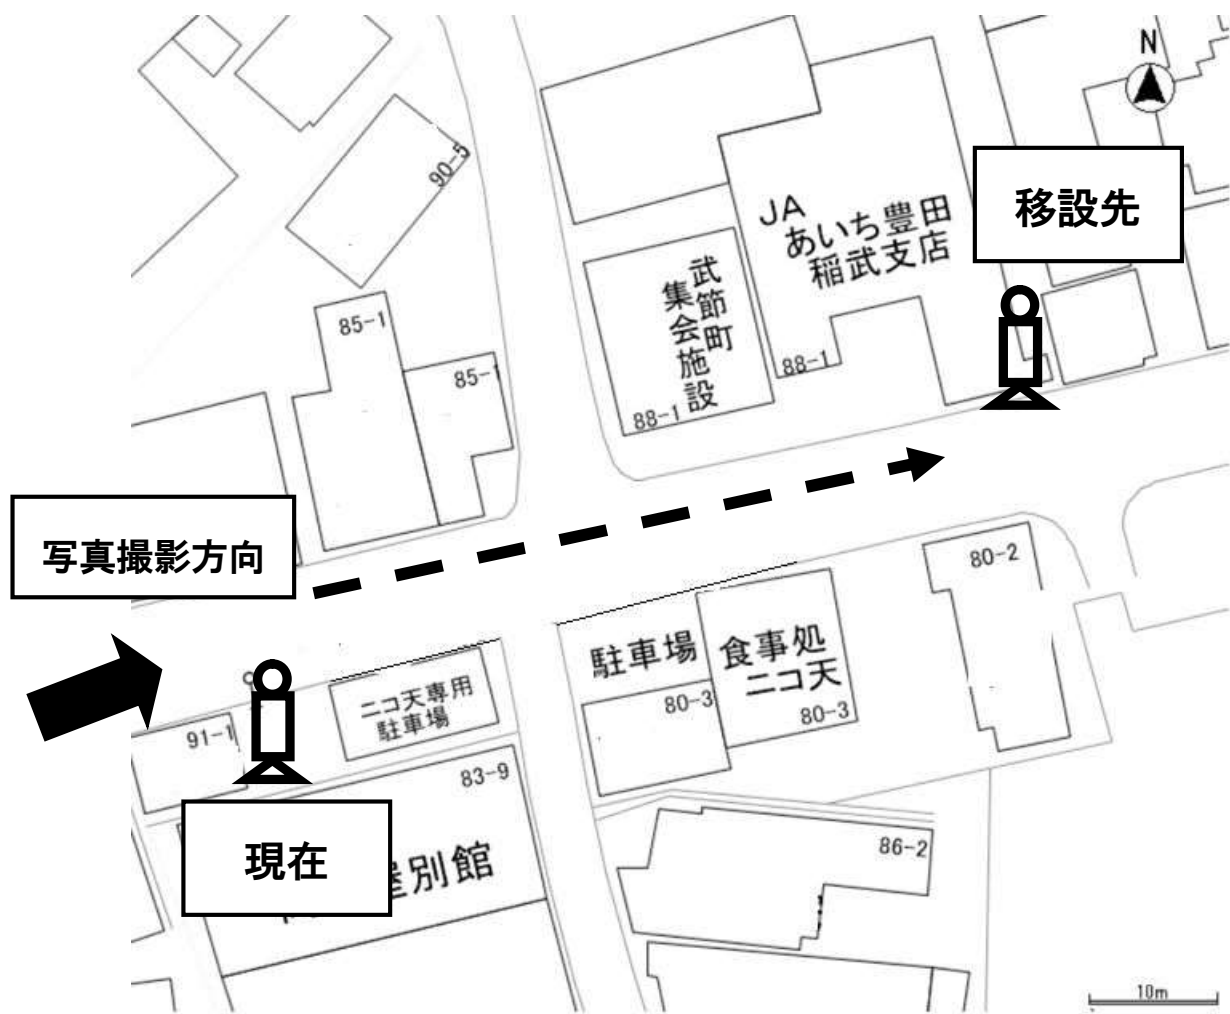 N
移設先
90-5
JA
あいち豊田
稲武支店
武節町
集会施設
85-1
85-1
88-1
88-1
写真撮影方向
80-2
駐車場
食事処
ニコ天
80-3
80-3
ニコ天専用
駐車場
91-1
83-9
現在
別館
86-2
10m